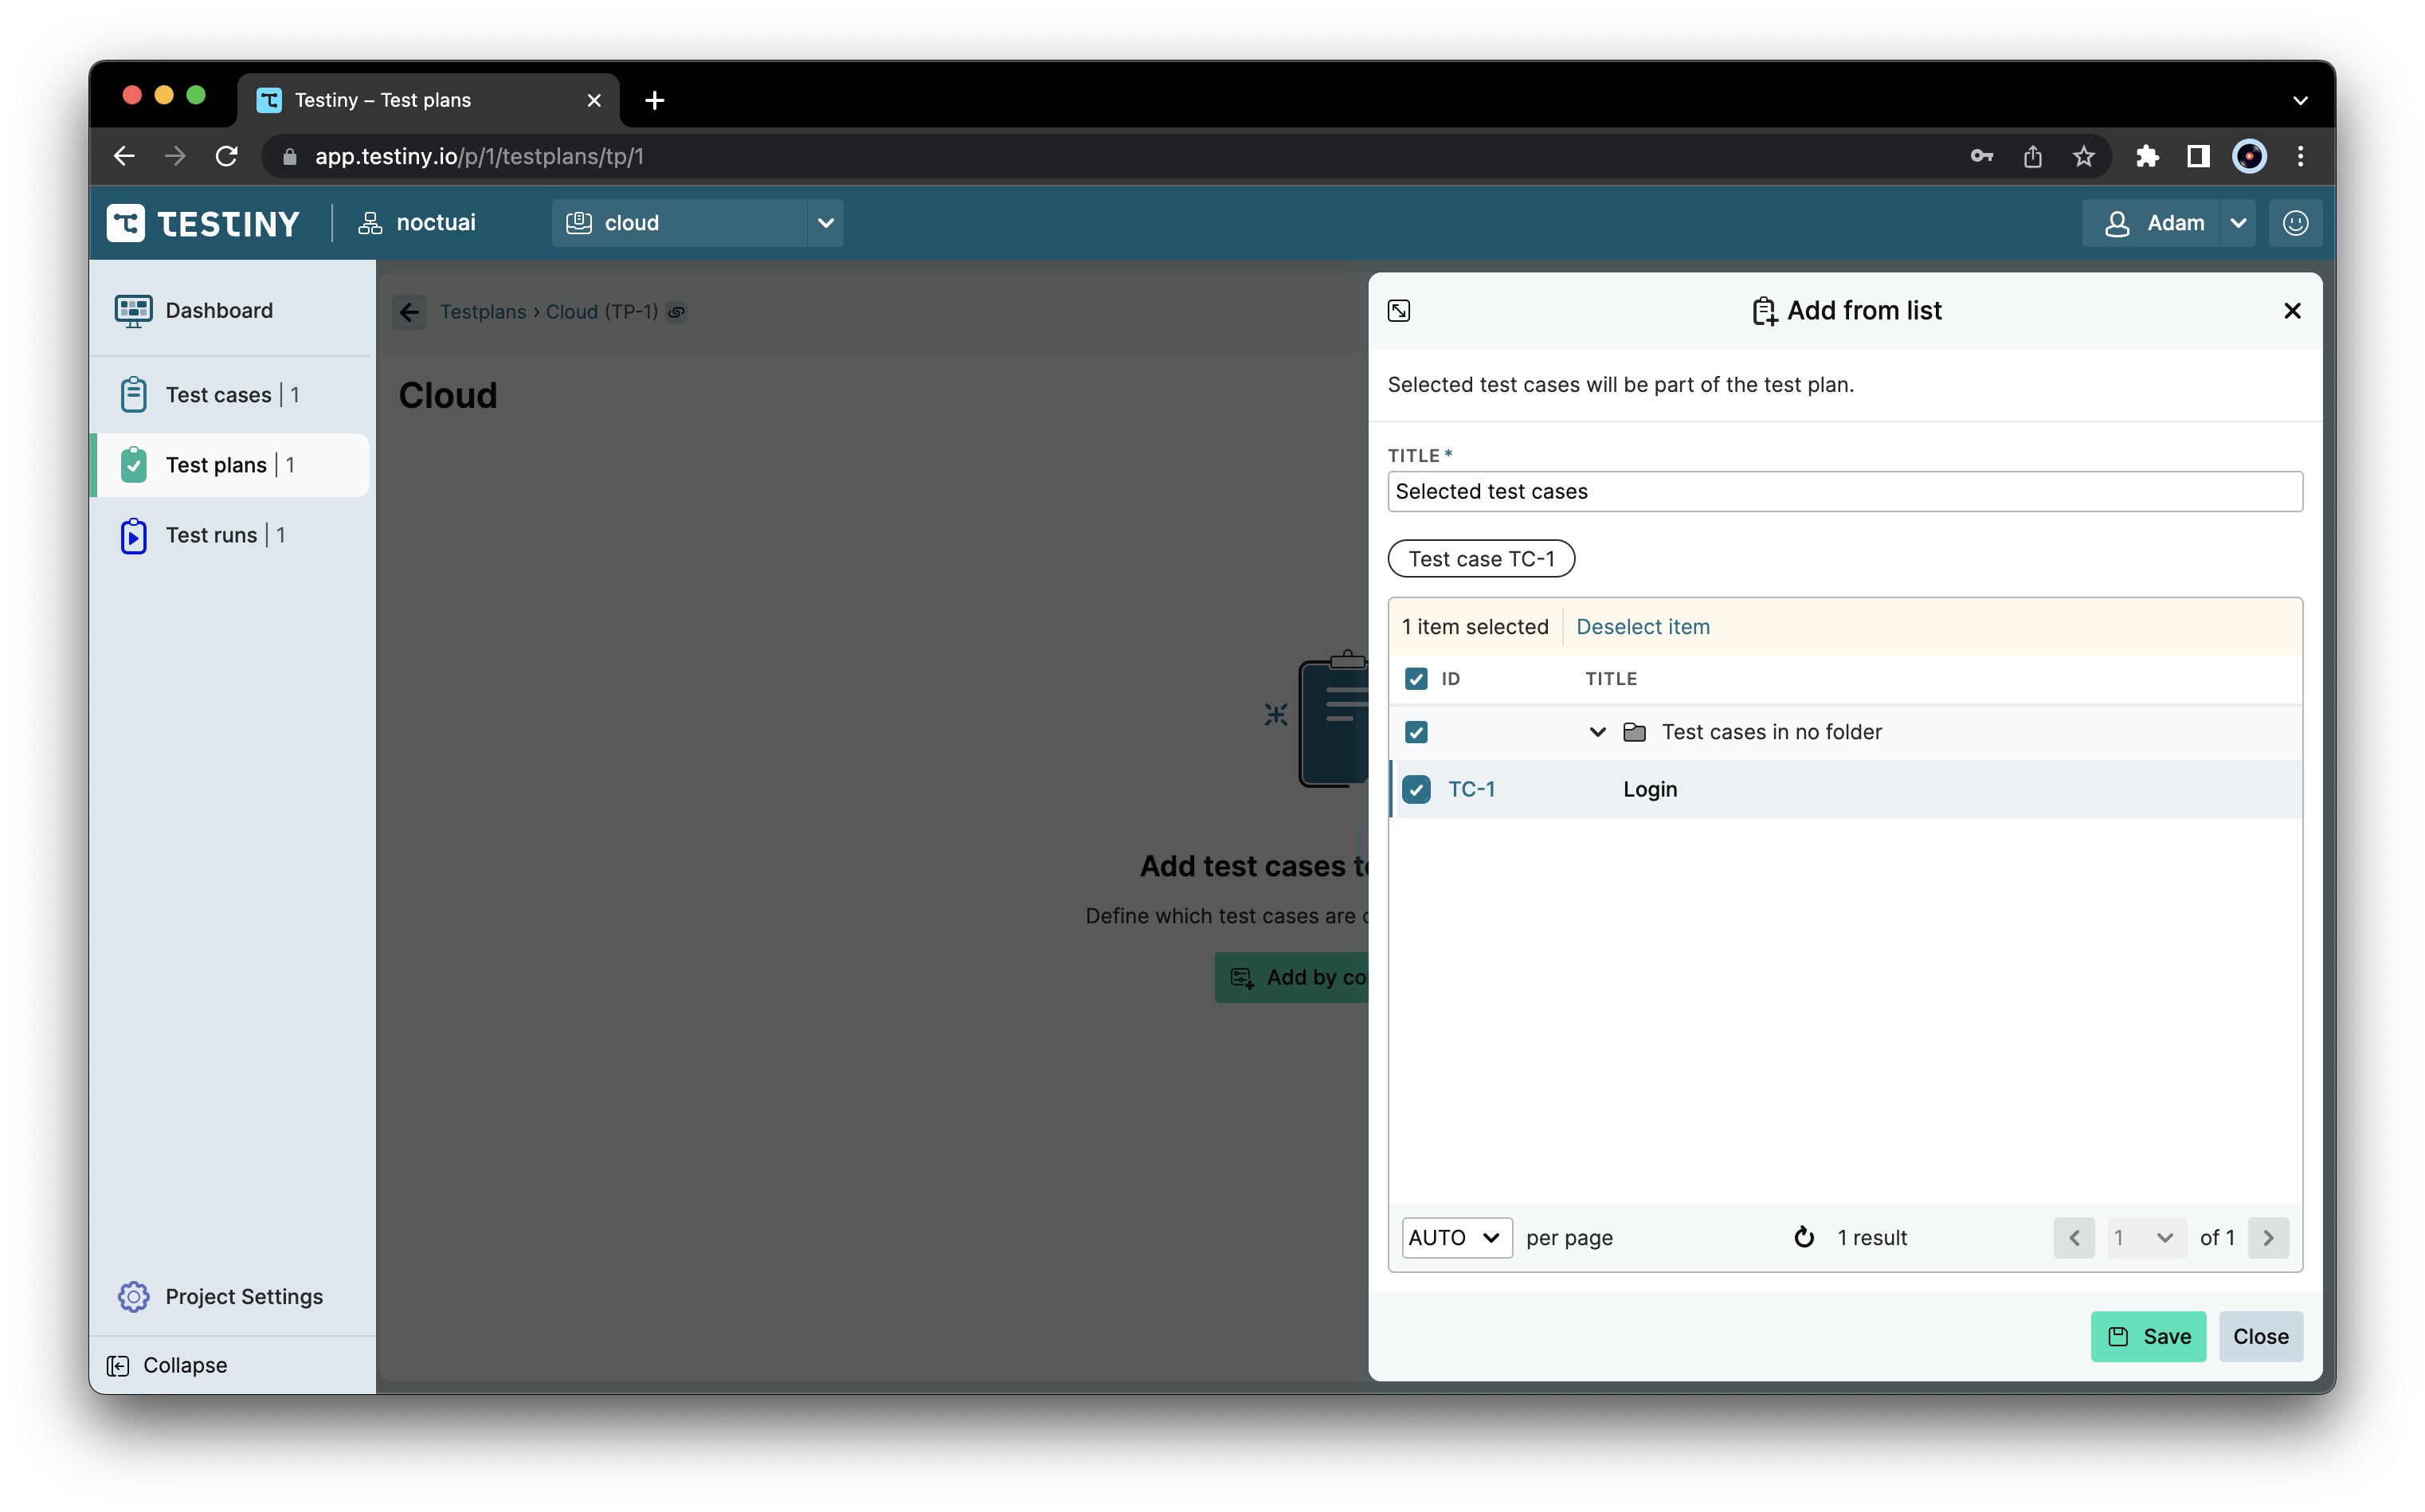 Testiny – Test plans
app.testiny.io/p/1/testplans/tp/1
TESTINY
noctuai
cloud
Adam
Dashboard
Test cases | 1
Test plans | 1
Test runs | 1
Project Settings
Collapse
Testplans › Cloud (TP-1)
Cloud
Add test cases t
Define which test cases are
Add by co
Add from list
Selected test cases will be part of the test plan.
TITLE *
Selected test cases
Test case TC-1
1 item selected
Deselect item
ID TITLE
Test cases in no folder
TC-1 Login
AUTO per page
1 result
1 of 1
Save
Close